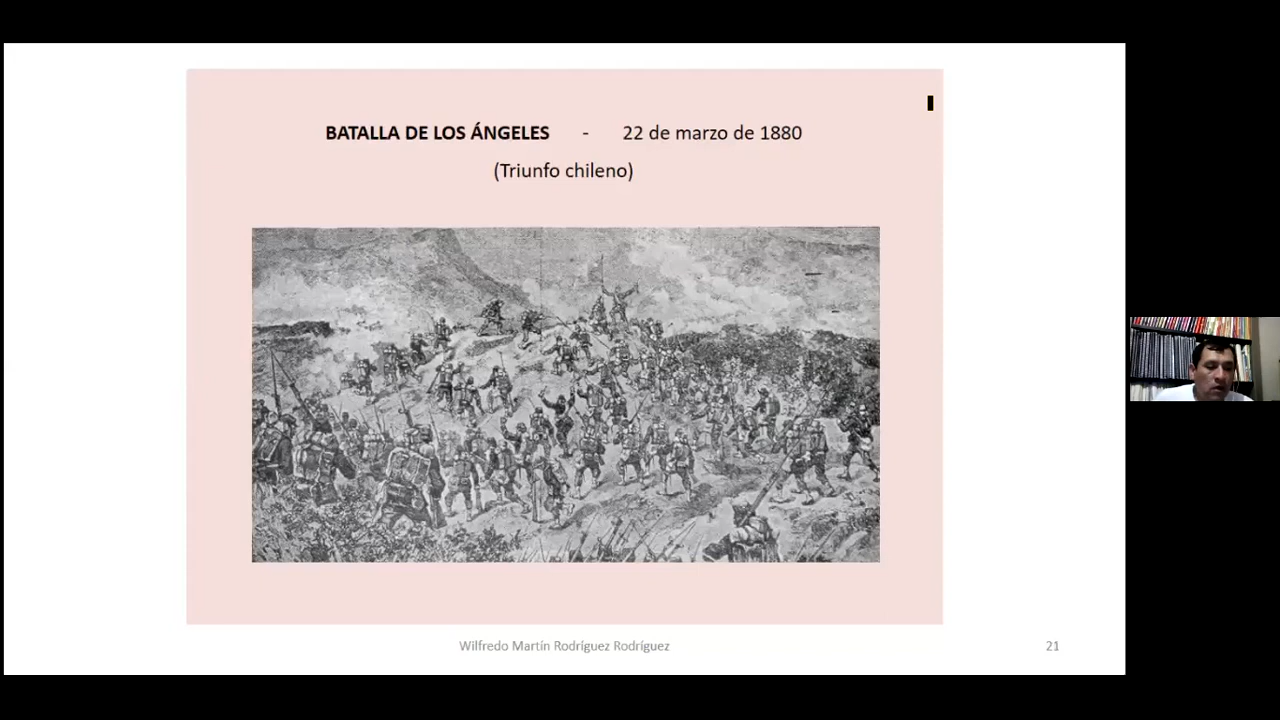 BATALLA DE LOS ÁNGELES - 22 de marzo de 1880
(Triunfo chileno)
Wilfredo Martín Rodríguez Rodríguez 21